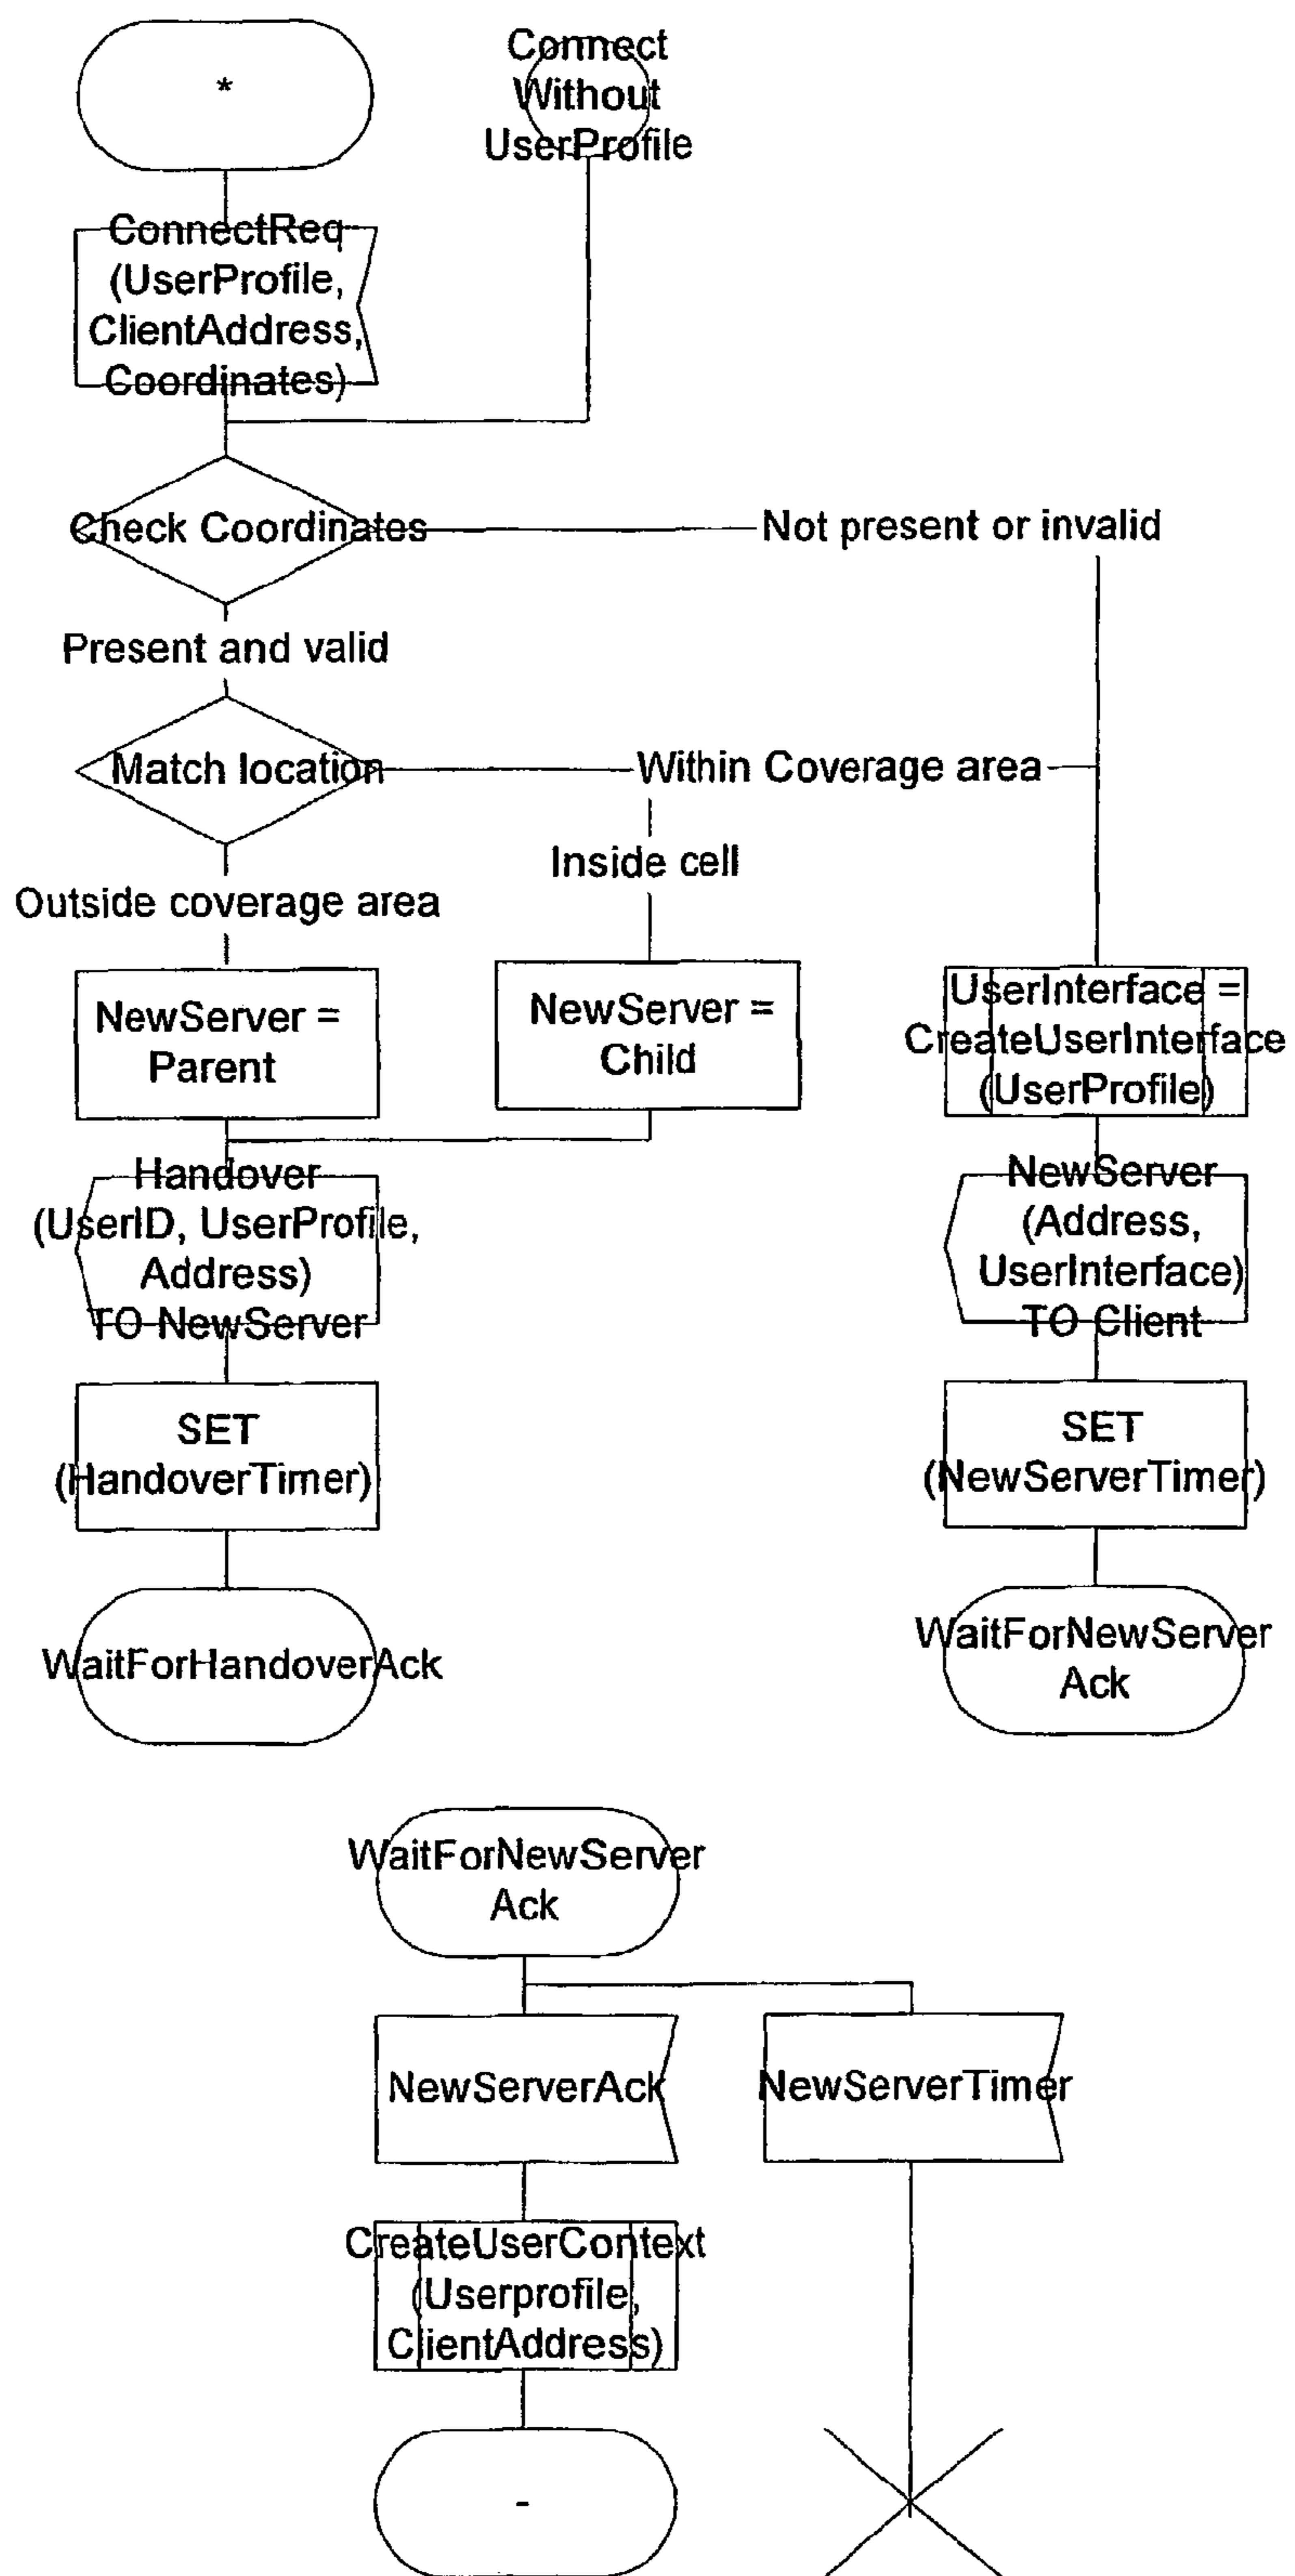 *
Connect
Without
UserProfile
ConnectReq
(UserProfile,
ClientAddress,
Coordinates)
Check Coordinates
Not present or invalid
Present and valid
Match location
Within Coverage area
Inside cell
Outside coverage area
NewServer =
Parent
NewServer =
Child
UserInterface =
CreateUserInterface
(UserProfile)
Handover
(UserID, UserProfile,
Address)
TO NewServer
NewServer
(Address,
UserInterface)
TO Client
SET
(HandoverTimer)
SET
(NewServerTimer)
WaitForHandoverAck
WaitForNewServer
Ack
WaitForNewServer
Ack
NewServerAck
NewServerTimer
CreateUserContext
(Userprofile,
ClientAddress)
-